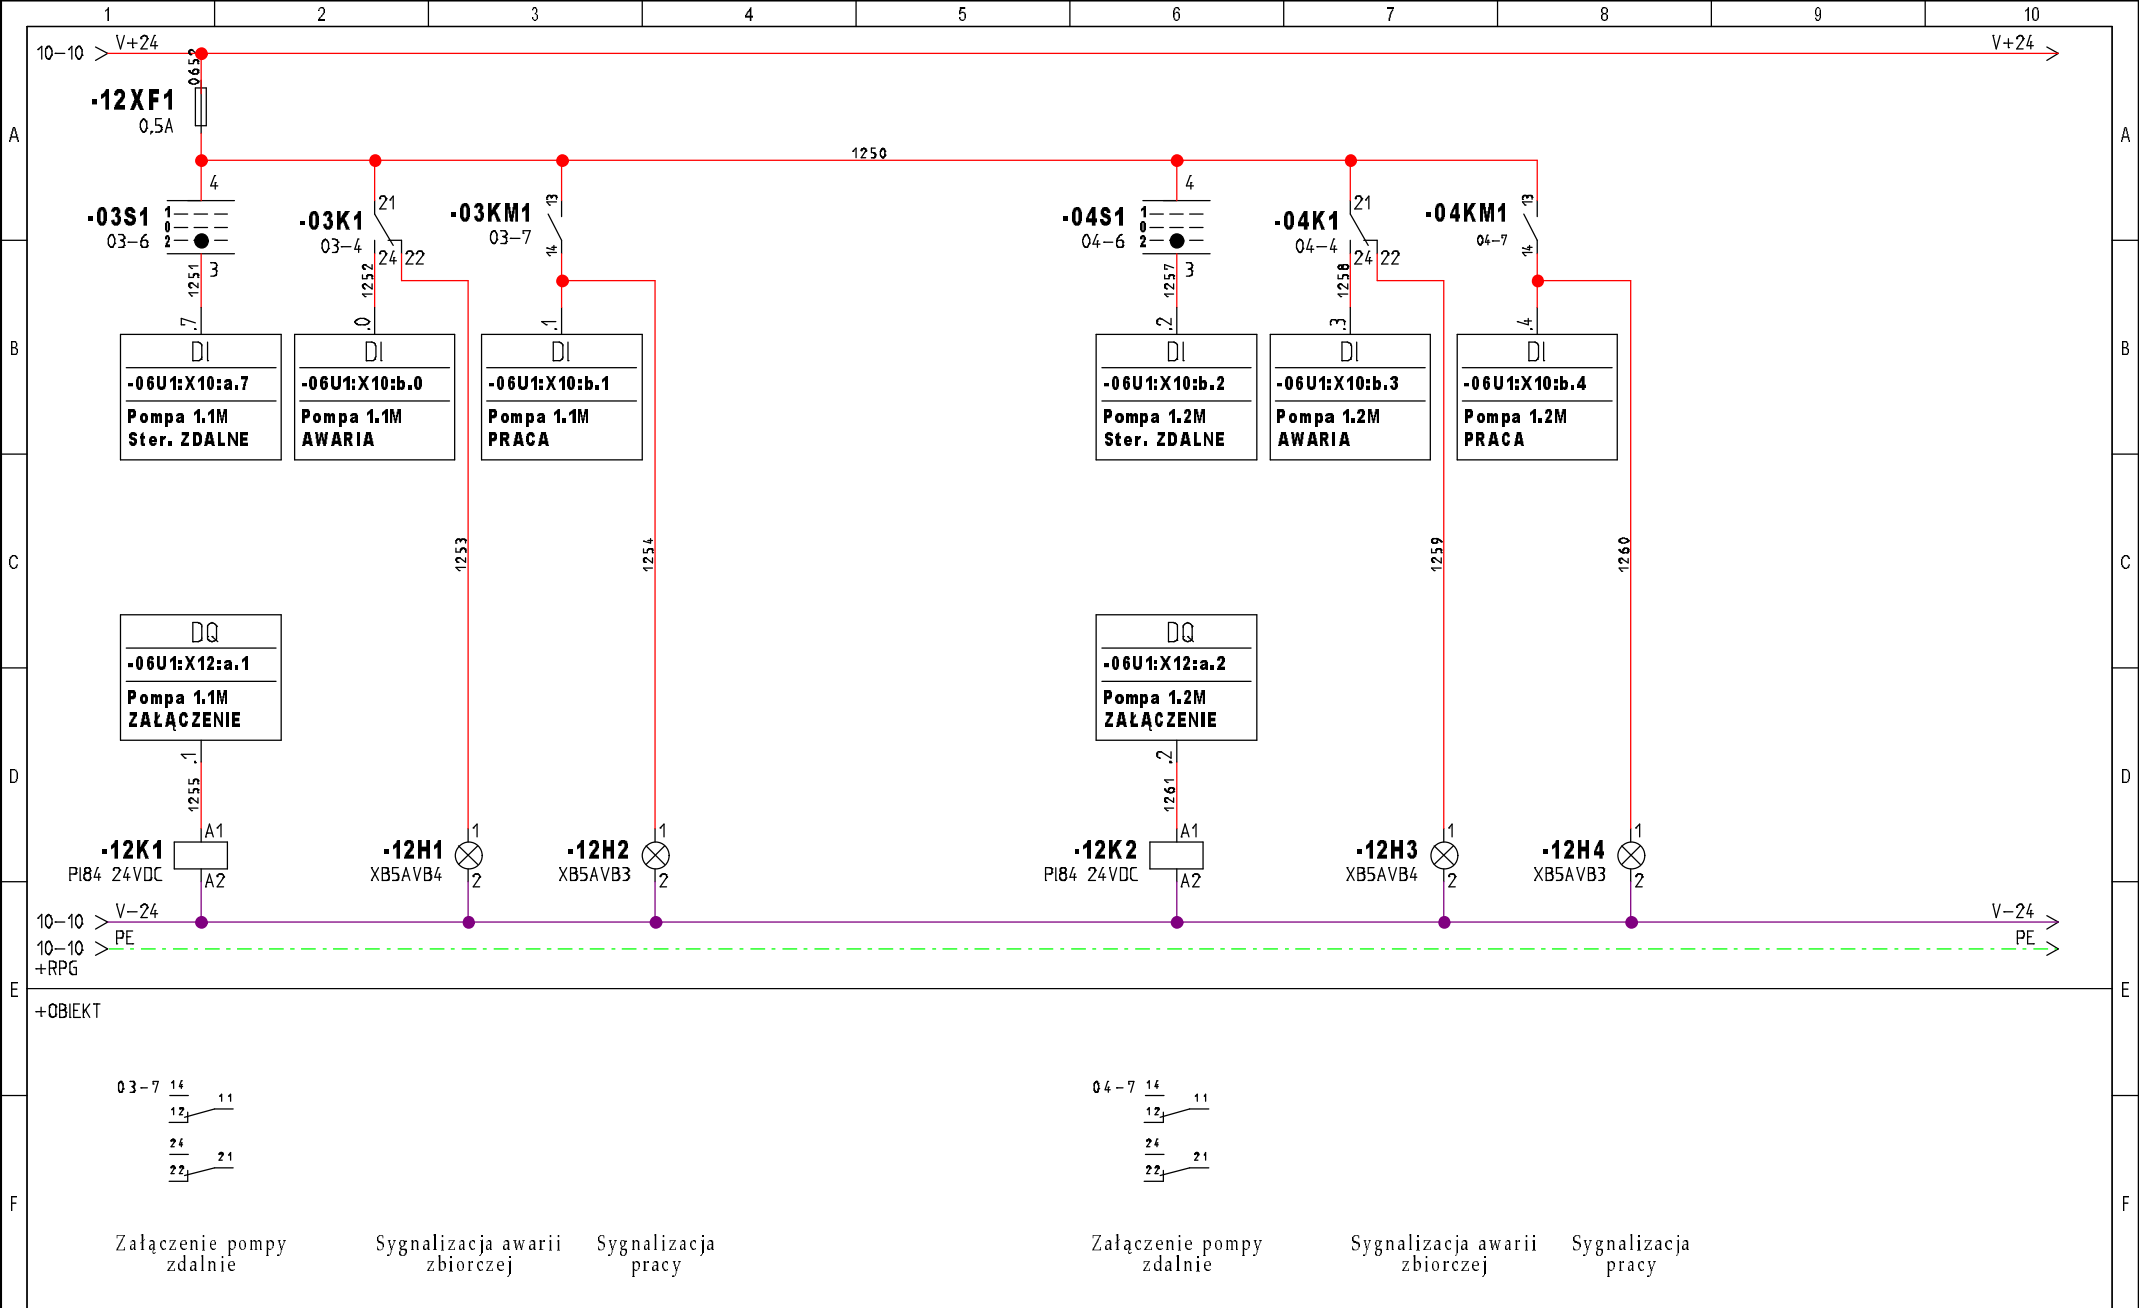 1 2 3 4 5 6 7 8 9 10
10-10 V+24 V+24
0652
-12XF1
0,5A
A A
1250
4 4
-03S1 1 0 2
03-6
3
1251
-03K1 21
03-4
24 22
1252
-03KM1 13
03-7
14
-04S1 1 0 2
04-6
3
1257
-04K1 21
04-4
24 22
1258
-04KM1 13
04-7
14
.7 .0 .1 .2 .3 .4
B B
DI
-06U1:X10:a.7
Pompa 1.1M
Ster. ZDALNE
DI
-06U1:X10:b.0
Pompa 1.1M
AWARIA
DI
-06U1:X10:b.1
Pompa 1.1M
PRACA
DI
-06U1:X10:b.2
Pompa 1.2M
Ster. ZDALNE
DI
-06U1:X10:b.3
Pompa 1.2M
AWARIA
DI
-06U1:X10:b.4
Pompa 1.2M
PRACA
C C
1253 1254 1259 1260
DQ
-06U1:X12:a.1
Pompa 1.1M
ZAŁĄCZENIE
DQ
-06U1:X12:a.2
Pompa 1.2M
ZAŁĄCZENIE
.1 .2
D D
1255 1261
-12K1 A1
PI84 24VDC A2
-12H1 1
XB5AVB4 2
-12H2 1
XB5AVB3 2
-12K2 A1
PI84 24VDC A2
-12H3 1
XB5AVB4 2
-12H4 1
XB5AVB3 2
10-10 V-24 V-24
10-10 PE PE
+RPG
E E
+OBIEKT
03-7 14
12 11
24
22 21
04-7 14
12 11
24
22 21
F F
Załączenie pompy
zdalnie
Sygnalizacja awarii
zbiorczej
Sygnalizacja
pracy
Załączenie pompy
zdalnie
Sygnalizacja awarii
zbiorczej
Sygnalizacja
pracy